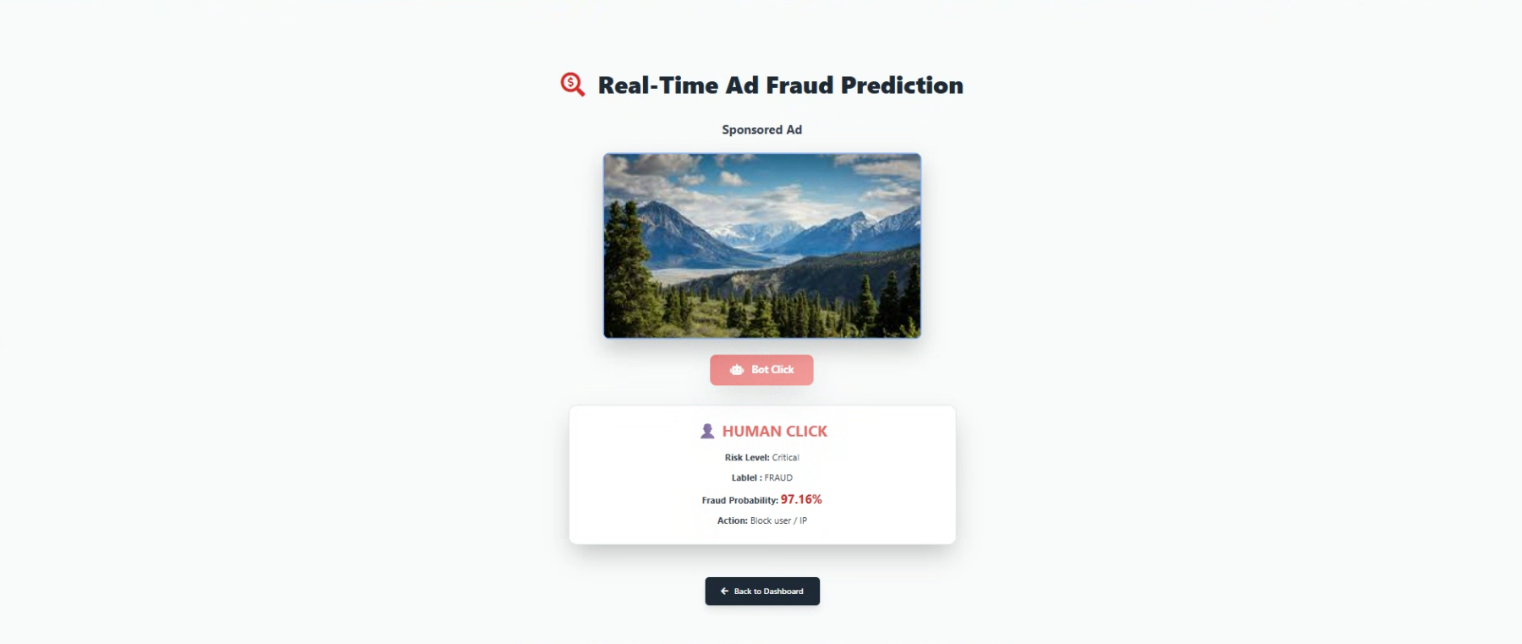 Real-Time Ad Fraud Prediction
Sponsored Ad
Bot Click
HUMAN CLICK
Risk Level: Critical
Lablel : FRAUD
Fraud Probability: 97.16%
Action: Block user / IP
Back to Dashboard